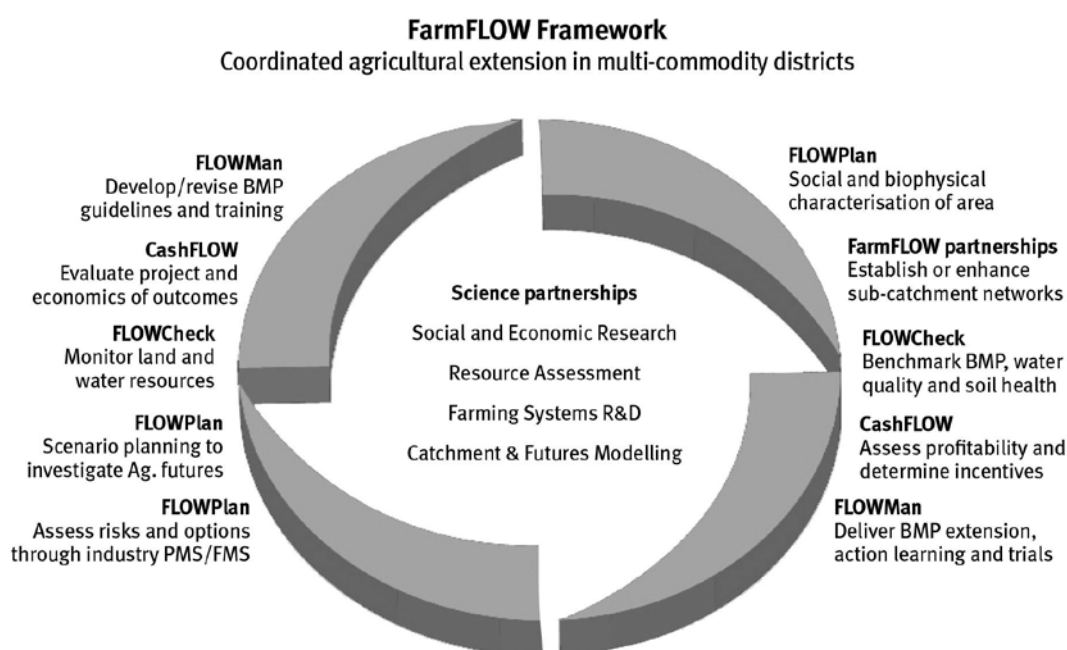 FarmFLOW Framework
Coordinated agricultural extension in multi-commodity districts
FLOWMan
Develop/revise BMP
guidelines and training
CashFLOW
Evaluate project and
economics of outcomes
FLOWCheck
Monitor land and
water resources
FLOWPlan
Scenario planning to
investigate Ag. futures
FLOWPlan
Assess risks and options
through industry PMS/FMS
Science partnerships
Social and Economic Research
Resource Assessment
Farming Systems R&D
Catchment & Futures Modelling
FLOWPlan
Social and biophysical
characterisation of area
FarmFLOW partnerships
Establish or enhance
sub-catchment networks
FLOWCheck
Benchmark BMP, water
quality and soil health
CashFLOW
Assess profitability and
determine incentives
FLOWMan
Deliver BMP extension,
action learning and trials